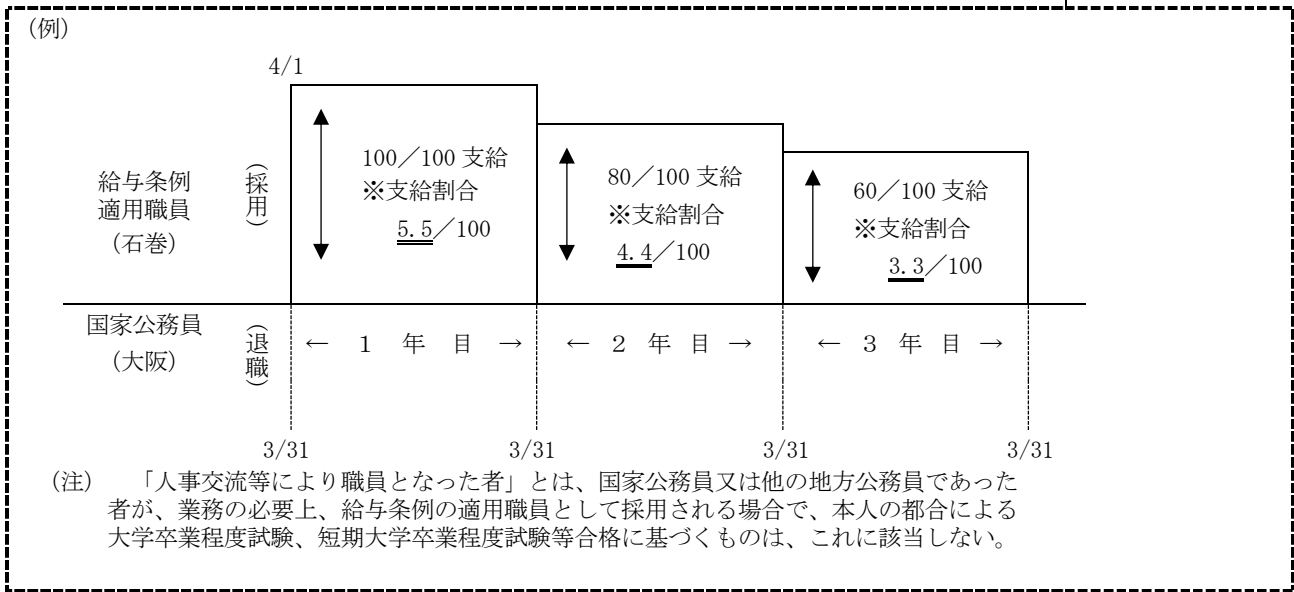 （例）
4/1
給与条例
適用職員
（石巻）
（採用）
100／100 支給
※支給割合
5.5／100
80／100 支給
※支給割合
4.4／100
60／100 支給
※支給割合
3.3／100
国家公務員
（大阪）
（退職）
← １ 年 目 →
← ２ 年 目 →
← ３ 年 目 →
3/31
3/31
3/31
3/31
（注） 「人事交流等により職員となった者」とは、国家公務員又は他の地方公務員であった
者が、業務の必要上、給与条例の適用職員として採用される場合で、本人の都合による
大学卒業程度試験、短期大学卒業程度試験等合格に基づくものは、これに該当しない。